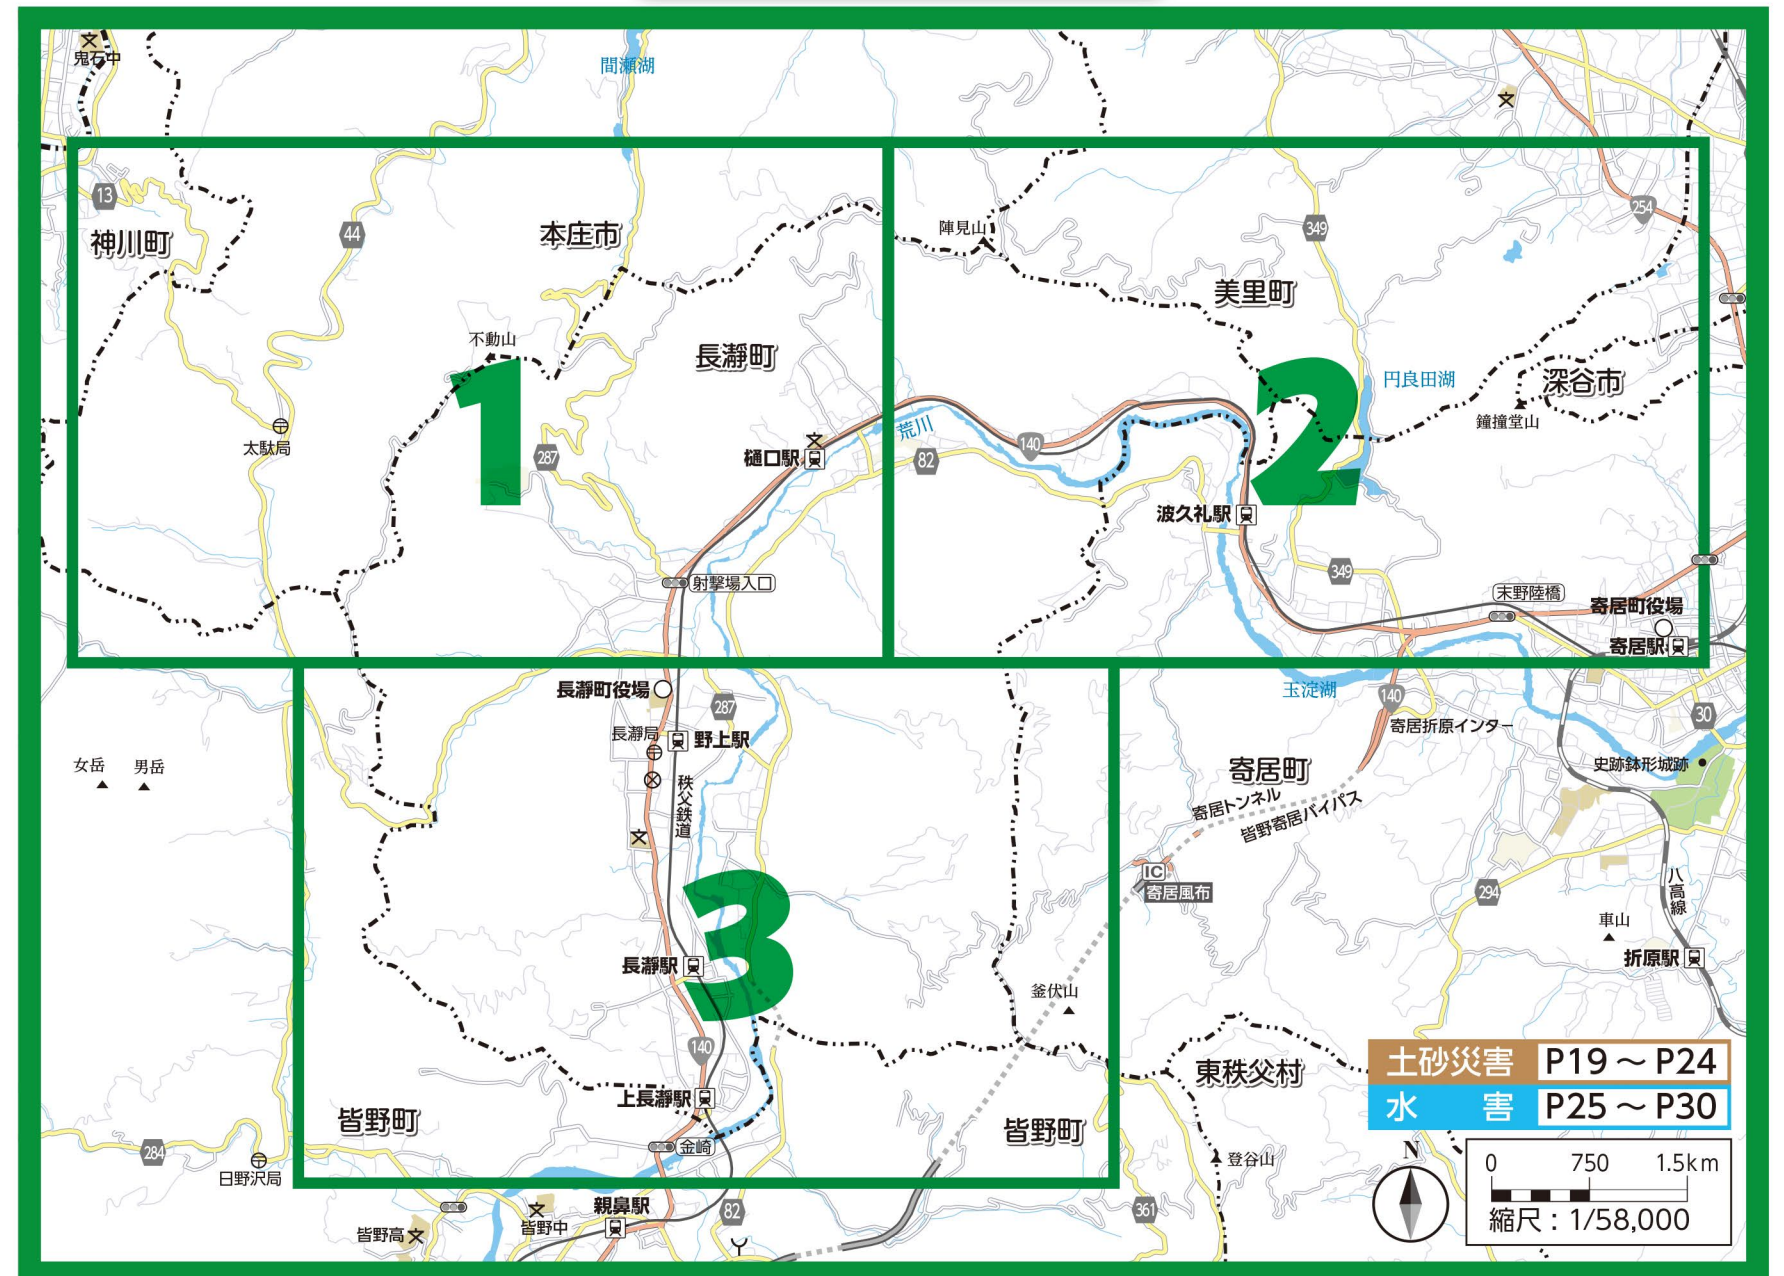 鬼石中
間瀬湖
13
神川町
44
本庄市
陣見山
349
254
美里町
不動山
長瀞町
円良田湖
深谷市
鐘撞堂山
1
2
太駄局
287
樋口駅
荒川
140
82
波久礼駅
射撃場入口
349
末野陸橋
寄居町役場
寄居駅
長瀞町役場
287
玉淀湖
140
寄居折原インター
30
長瀞局
野上駅
女岳
男岳
秩父鉄道
寄居町
史跡鉢形城跡
寄居トンネル
皆野寄居バイパス
IC
寄居風布
294
八高線
3
車山
長瀞駅
折原駅
釜伏山
140
東秩父村
土砂災害 P19～P24
水害 P25～P30
上長瀞駅
皆野町
皆野町
284
金崎
日野沢局
登谷山
N
0 750 1.5km
縮尺：1/58,000
親鼻駅
皆野中
皆野高
82
361